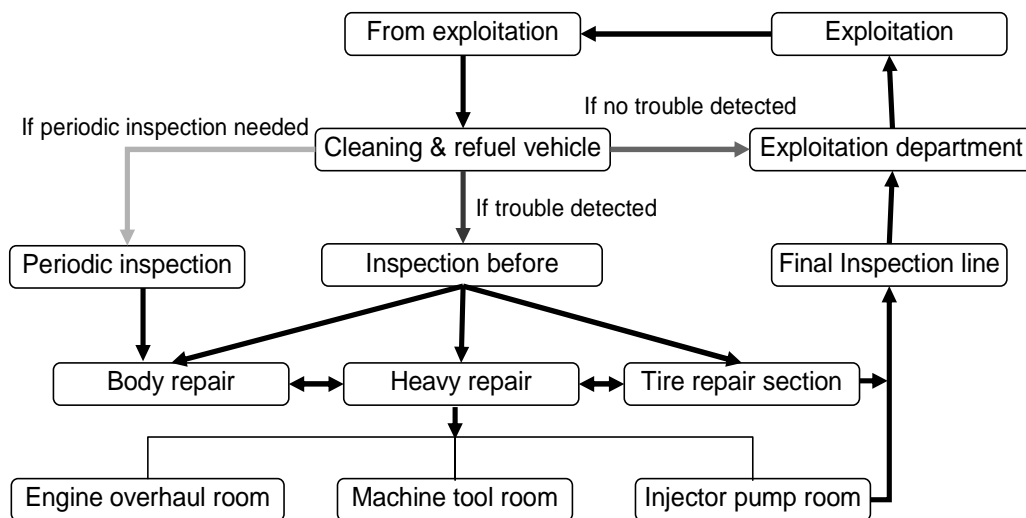 From exploitation
Exploitation
If no trouble detected
If periodic inspection needed
Cleaning & refuel vehicle
Exploitation department
If trouble detected
Periodic inspection
Inspection before
Final Inspection line
Body repair
Heavy repair
Tire repair section
Engine overhaul room
Machine tool room
Injector pump room